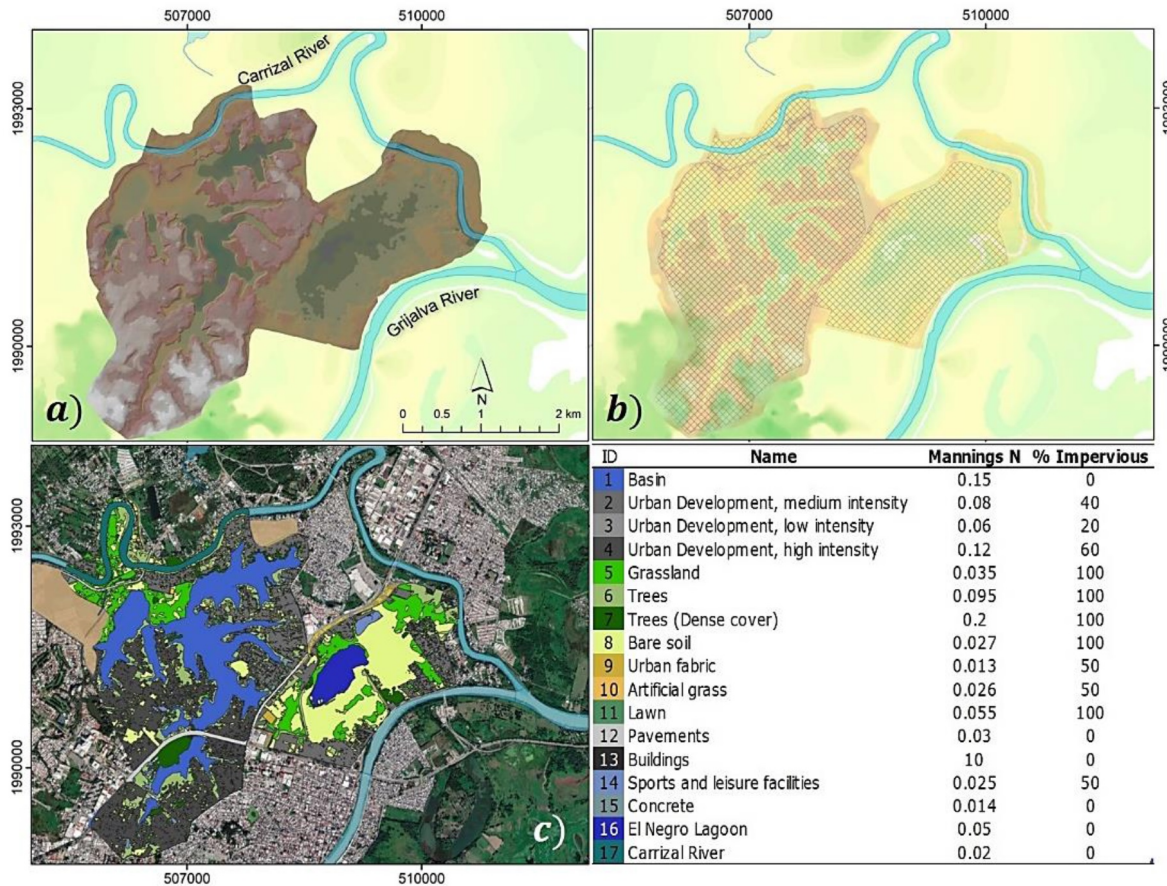 507000 510000 507000 510000
Carrizal River
1993000
1990000
Grijalva River
N
0 0.5 1 2 km
a) b)
1990000
ID Name Mannings N % Impervious
1 Basin 0.15 0
2 Urban Development, medium intensity 0.08 40
3 Urban Development, low intensity 0.06 20
4 Urban Development, high intensity 0.12 60
5 Grassland 0.035 100
6 Trees 0.095 100
7 Trees (Dense cover) 0.2 100
8 Bare soil 0.027 100
9 Urban fabric 0.013 50
10 Artificial grass 0.026 50
11 Lawn 0.055 100
12 Pavements 0.03 0
13 Buildings 10 0
14 Sports and leisure facilities 0.025 50
15 Concrete 0.014 0
16 El Negro Lagoon 0.05 0
17 Carrizal River 0.02 0
1993000
1990000
c)
507000 510000